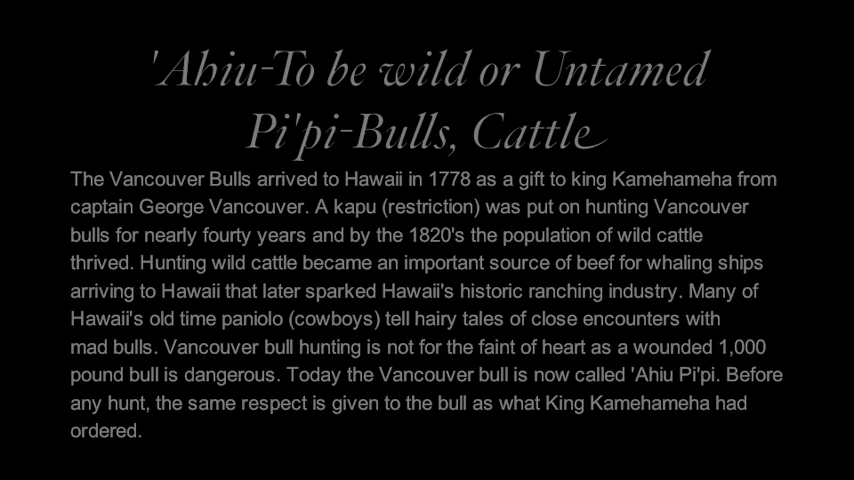 'Ahiu-To be wild or Untamed
Pi'pi-Bulls, Cattle
The Vancouver Bulls arrived to Hawaii in 1778 as a gift to king Kamehameha from
captain George Vancouver. A kapu (restriction) was put on hunting Vancouver
bulls for nearly fourty years and by the 1820's the population of wild cattle
thrived. Hunting wild cattle became an important source of beef for whaling ships
arriving to Hawaii that later sparked Hawaii's historic ranching industry. Many of
Hawaii's old time paniolo (cowboys) tell hairy tales of close encounters with
mad bulls. Vancouver bull hunting is not for the faint of heart as a wounded 1,000
pound bull is dangerous. Today the Vancouver bull is now called 'Ahiu Pi'pi. Before
any hunt, the same respect is given to the bull as what King Kamehameha had
ordered.